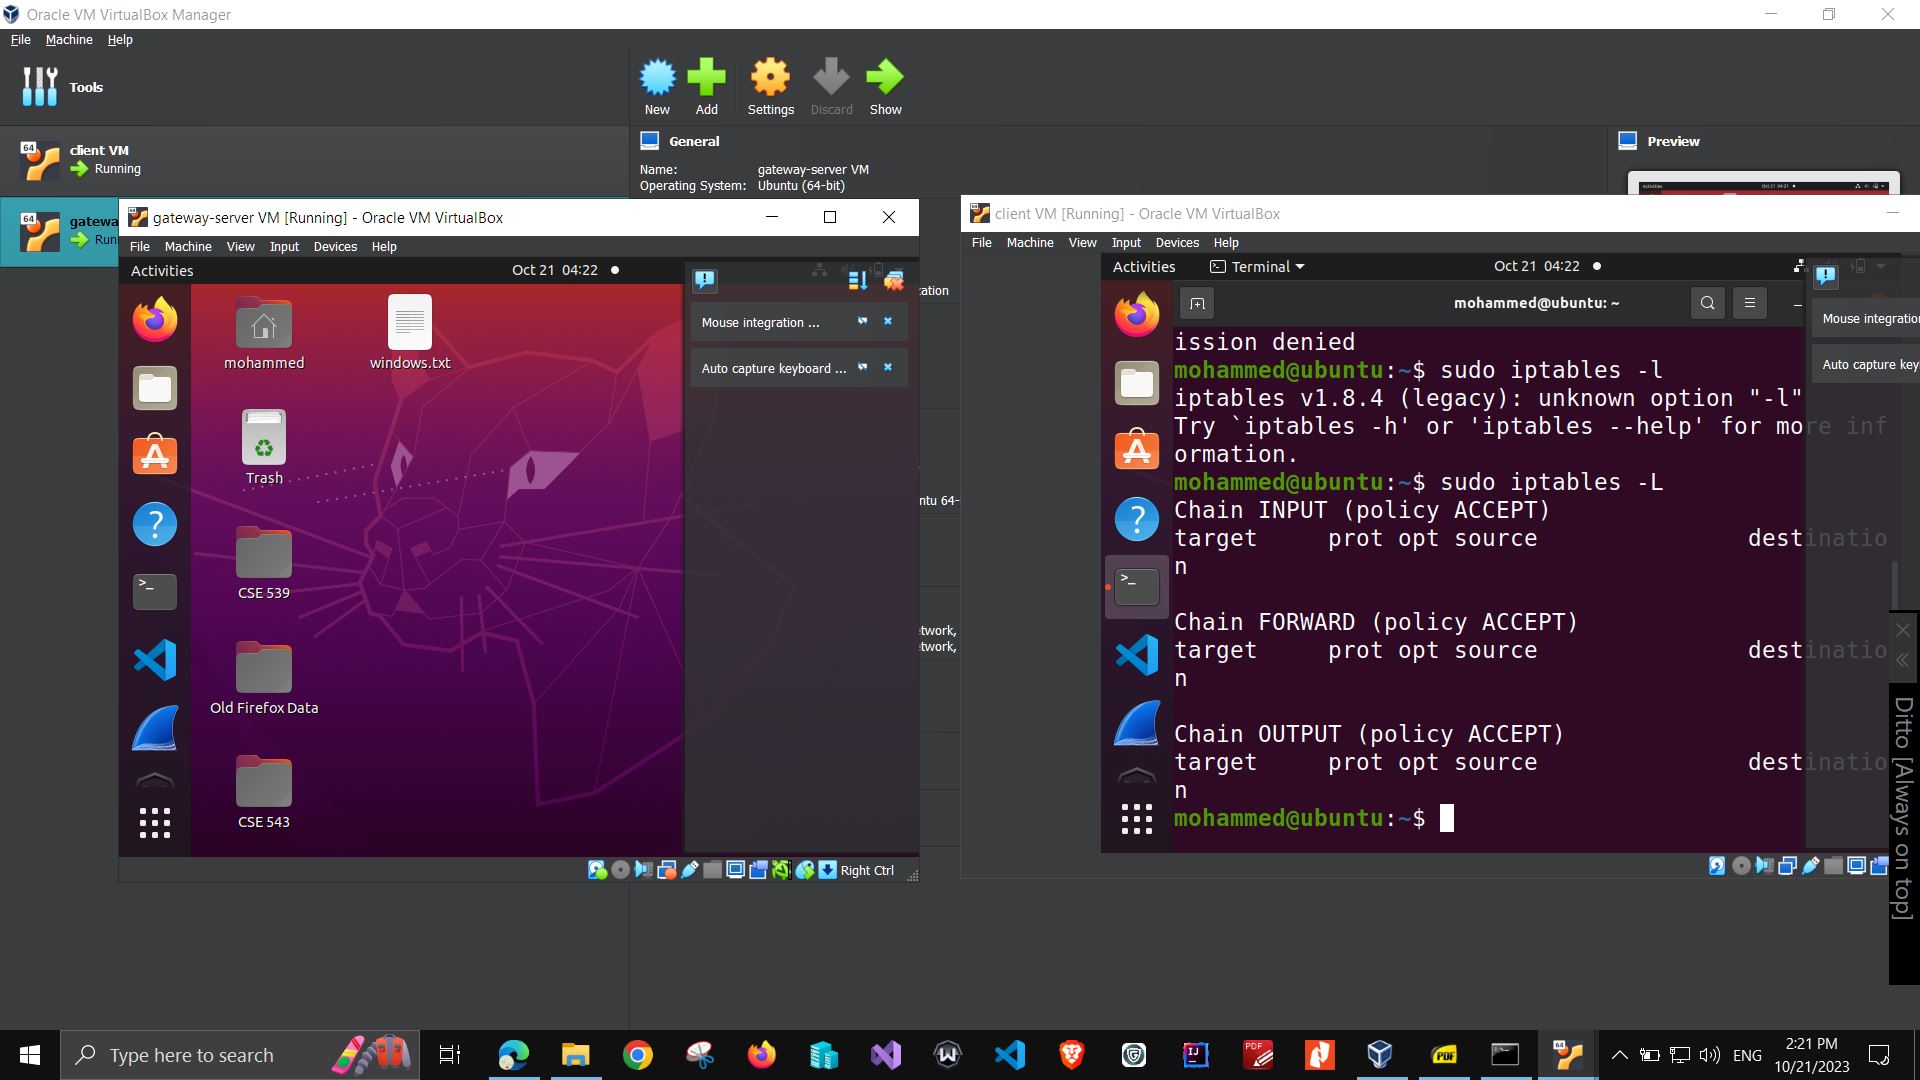 Oracle VM VirtualBox Manager
File Machine Help
Tools
New Add Settings Discard Show
64 client VM
Running
General
Preview
Name: gateway-server VM
Operating System: Ubuntu (64-bit)
64 gatewa
Run
gateway-server VM [Running] - Oracle VM VirtualBox
File Machine View Input Devices Help
Activities
Oct 21 04:22
mohammed
windows.txt
Trash
CSE 539
Old Firefox Data
CSE 543
Mouse integration ...
Auto capture keyboard ...
Right Ctrl
ntu 64-
etwork,
etwork,
client VM [Running] - Oracle VM VirtualBox
File Machine View Input Devices Help
Activities
Terminal
Oct 21 04:22
mohammed@ubuntu: ~
Mouse integration
Auto capture key
ission denied
mohammed@ubuntu:~$ sudo iptables -l
iptables v1.8.4 (legacy): unknown option "-l"
Try `iptables -h' or 'iptables --help' for more inf
ormation.
mohammed@ubuntu:~$ sudo iptables -L
Chain INPUT (policy ACCEPT)
target prot opt source destinatio
n
Chain FORWARD (policy ACCEPT)
target prot opt source destinatio
n
Chain OUTPUT (policy ACCEPT)
target prot opt source destinatio
n
mohammed@ubuntu:~$
Ditto [Always on top]
Type here to search
ENG
2:21 PM
10/21/2023